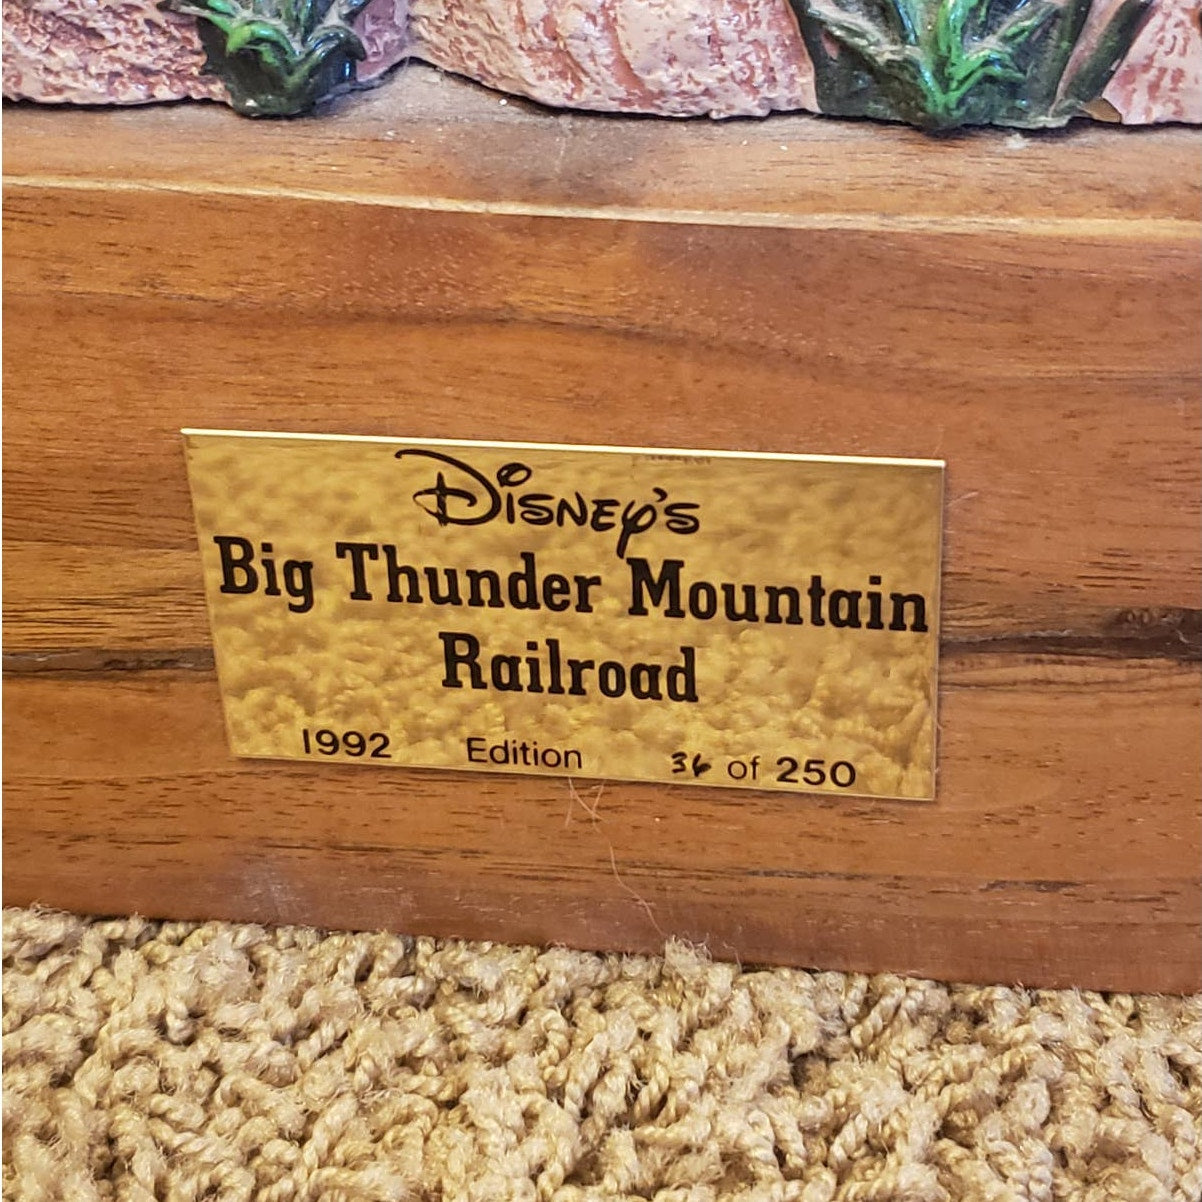 Disney's
Big Thunder Mountain
Railroad
1992 Edition 36 of 250